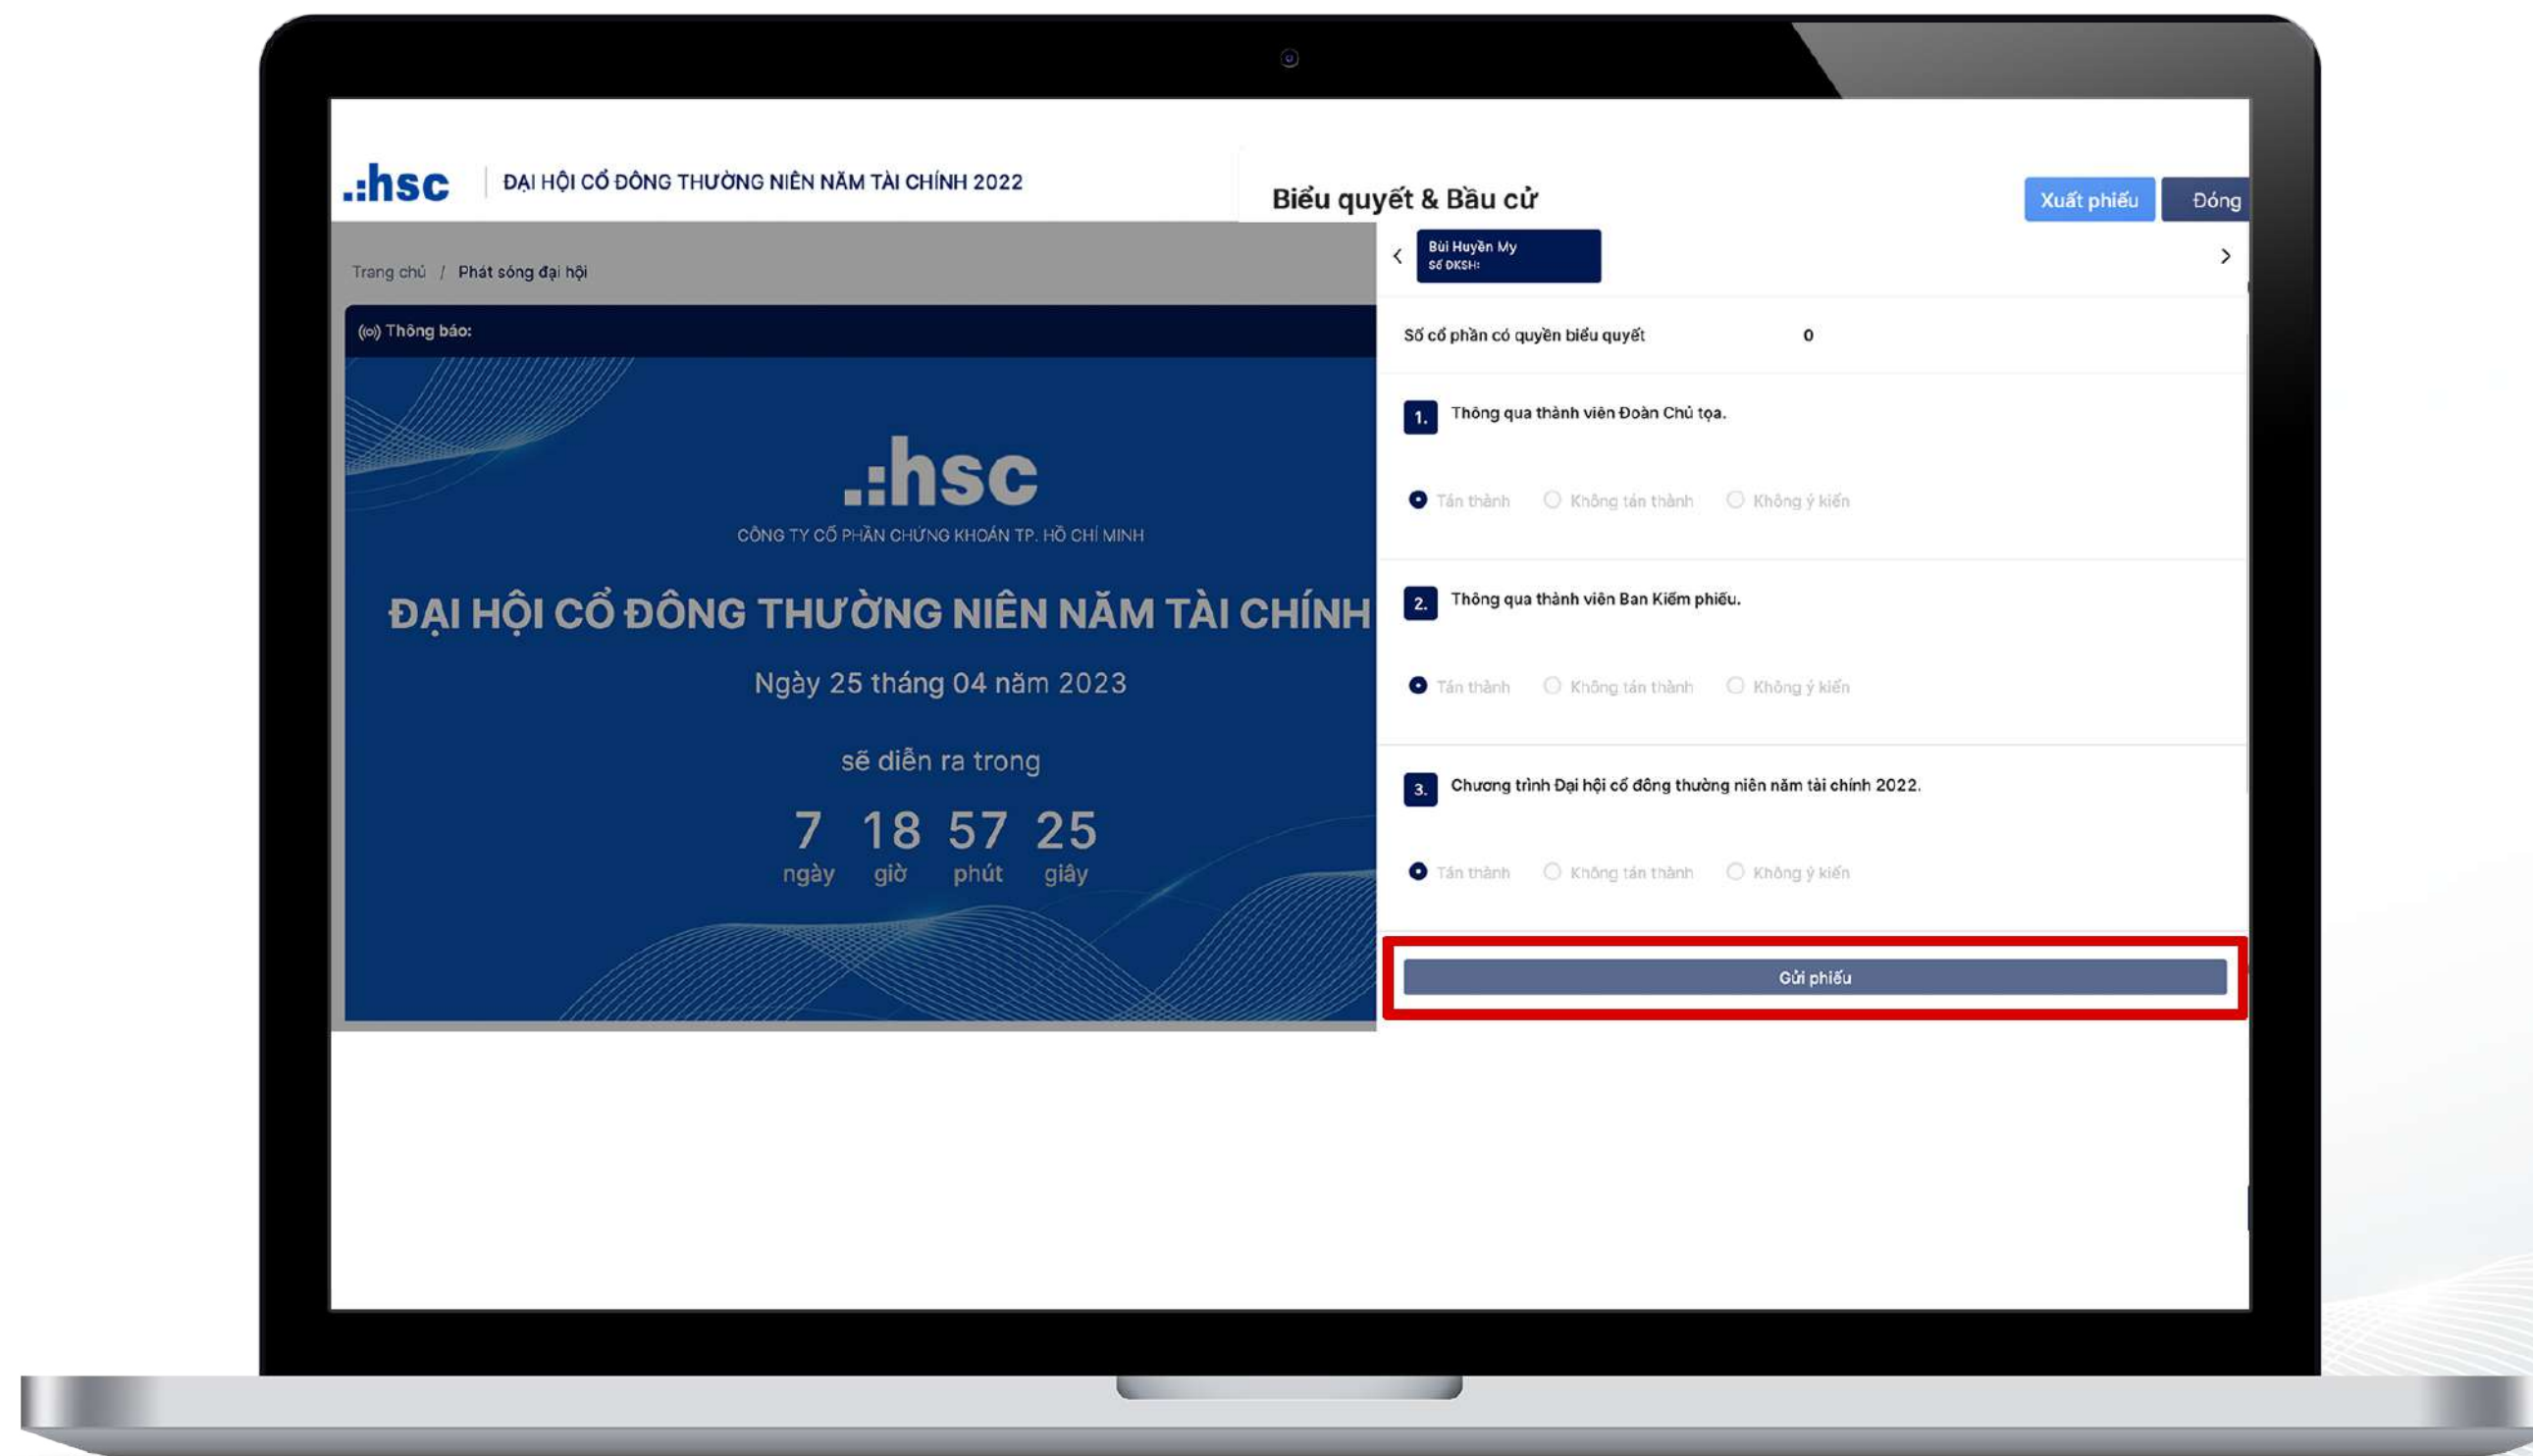 .:hsc
ĐẠI HỘI CỔ ĐÔNG THƯỜNG NIÊN NĂM TÀI CHÍNH 2022
Biểu quyết & Bầu cử
Xuất phiếu
Đóng
Trang chủ / Phát sóng đại hội
Thông báo:
.:hsc
CÔNG TY CỔ PHẦN CHỨNG KHOÁN TP. HỒ CHÍ MINH
ĐẠI HỘI CỔ ĐÔNG THƯỜNG NIÊN NĂM TÀI CHÍNH
Ngày 25 tháng 04 năm 2023
sẽ diễn ra trong
7 18 57 25
ngày giờ phút giây
< Bùi Huyền My >
Số ĐKSH:
Số cổ phần có quyền biểu quyết 0
1. Thông qua thành viên Đoàn Chủ tọa.
Tán thành Không tán thành Không ý kiến
2. Thông qua thành viên Ban Kiểm phiếu.
Tán thành Không tán thành Không ý kiến
3. Chương trình Đại hội cổ đông thường niên năm tài chính 2022.
Tán thành Không tán thành Không ý kiến
Gửi phiếu